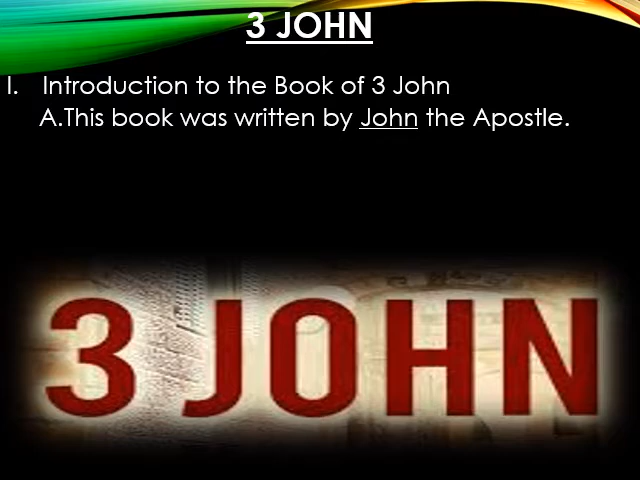 3 JOHN
I. Introduction to the Book of 3 John
A.This book was written by John the Apostle.
3 JOHN